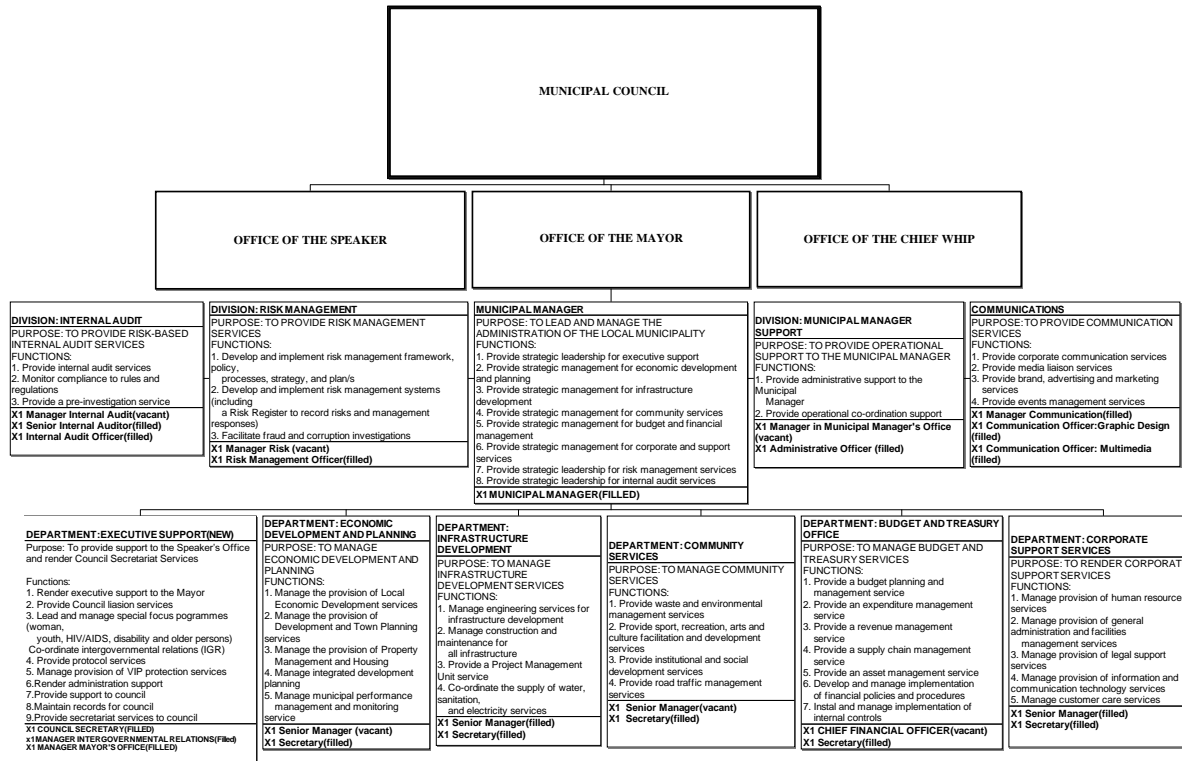 MUNICIPAL COUNCIL
OFFICE OF THE SPEAKER
OFFICE OF THE MAYOR
OFFICE OF THE CHIEF WHIP
DIVISION: INTERNAL AUDIT
PURPOSE: TO PROVIDE RISK-BASED
INTERNAL AUDIT SERVICES
FUNCTIONS:
1. Provide internal audit services
2. Monitor compliance to rules and
regulations
3. Provide a pre-investigation service
X1 Manager Internal Audit(vacant)
X1 Senior Internal Auditor(filled)
X1 Internal Audit Officer(filled)
DIVISION: RISK MANAGEMENT
PURPOSE: TO PROVIDE RISK MANAGEMENT
SERVICES
FUNCTIONS:
1. Develop and implement risk management framework,
policy,
processes, strategy, and plan/s
2. Develop and implement risk management systems
(including
a Risk Register to record risks and management
responses)
3. Facilitate fraud and corruption investigations
X1 Manager Risk (vacant)
X1 Risk Management Officer(filled)
MUNICIPAL MANAGER
PURPOSE: TO LEAD AND MANAGE THE
ADMINISTRATION OF THE LOCAL MUNICIPALITY
FUNCTIONS:
1. Provide strategic leadership for executive support
2. Provide strategic management for economic development
and planning
3. Provide strategic management for infrastructure
development
4. Provide strategic management for community services
5. Provide strategic management for budget and financial
management
6. Provide strategic management for corporate and support
services
7. Provide strategic leadership for risk management services
8. Provide strategic leadership for internal audit services
X1 MUNICIPAL MANAGER(FILLED)
DIVISION: MUNICIPAL MANAGER
SUPPORT
PURPOSE: TO PROVIDE OPERATIONAL
SUPPORT TO THE MUNICIPAL MANAGER
FUNCTIONS:
1. Provide administrative support to the
Municipal
Manager
2. Provide operational co-ordination support
X1 Manager in Municipal Manager's Office
(vacant)
X1 Administrative Officer (filled)
COMMUNICATIONS
PURPOSE: TO PROVIDE COMMUNICATION
SERVICES
FUNCTIONS:
1. Provide corporate communication services
2. Provide media liaison services
3. Provide brand, advertising and marketing
services
4. Provide events management services
X1 Manager Communication(filled)
X1 Communication Officer:Graphic Design
(filled)
X1 Communication Officer: Multimedia
(filled)
DEPARTMENT: EXECUTIVE SUPPORT(NEW)
Purpose: To provide support to the Speaker's Office
and render Council Secretariat Services
Functions:
1. Render executive support to the Mayor
2. Provide Council liasion services
3. Lead and manage special focus pogrammes
(woman,
youth, HIV/AIDS, disability and older persons)
Co-ordinate intergovernmental relations (IGR)
4. Provide protocol services
5. Manage provision of VIP protection services
6.Render administration support
7.Provide support to council
8.Maintain records for council
9.Provide secretariat services to council
X1 COUNCIL SECRETARY(FILLED)
x1MANAGER INTERGOVERNMENTAL RELATIONS(Filled)
X1 MANAGER MAYOR'S OFFICE(FILLED)
DEPARTMENT: ECONOMIC
DEVELOPMENT AND PLANNING
PURPOSE: TO MANAGE
ECONOMIC DEVELOPMENT AND
PLANNING
FUNCTIONS:
1. Manage the provision of Local
Economic Development services
2. Manage the provision of
Development and Town Planning
services
3. Manage the provision of Property
Management and Housing
4. Manage integrated development
planning
5. Manage municipal performance
management and monitoring
service
X1 Senior Manager (vacant)
X1 Secretary(filled)
DEPARTMENT:
INFRASTRUCTURE
DEVELOPMENT
PURPOSE: TO MANAGE
INFRASTRUCTURE
DEVELOPMENT SERVICES
FUNCTIONS:
1. Manage engineering services for
infrastructure development
2. Manage construction and
maintenance for
all infrastructure
3. Provide a Project Management
Unit service
4. Co-ordinate the supply of water,
sanitation,
and electricity services
X1 Senior Manager(filled)
X1 Secretary(filled)
DEPARTMENT: COMMUNITY
SERVICES
PURPOSE: TO MANAGE COMMUNITY
SERVICES
FUNCTIONS:
1. Provide waste and environmental
management services
2. Provide sport, recreation, arts and
culture facilitation and development
services
3. Provide institutional and social
development services
4. Provide road traffic management
services
X1 Senior Manager(vacant)
X1 Secretary(filled)
DEPARTMENT: BUDGET AND TREASURY
OFFICE
PURPOSE: TO MANAGE BUDGET AND
TREASURY SERVICES
FUNCTIONS:
1. Provide a budget planning and
management service
2. Provide an expenditure management
service
3. Provide a revenue management
service
4. Provide a supply chain management
service
5. Provide an asset management service
6. Develop and manage implementation
of financial policies and procedures
7. Instal and manage implementation of
internal controls
X1 CHIEF FINANCIAL OFFICER(vacant)
X1 Secretary(filled)
DEPARTMENT: CORPORATE
SUPPORT SERVICES
PURPOSE: TO RENDER CORPORAT
SUPPORT SERVICES
FUNCTIONS:
1. Manage provision of human resource
services
2. Manage provision of general
administration and facilities
management services
3. Manage provision of legal support
services
4. Manage provision of information and
communication technology services
5. Manage customer care services
X1 Senior Manager(filled)
X1 Secretary(filled)